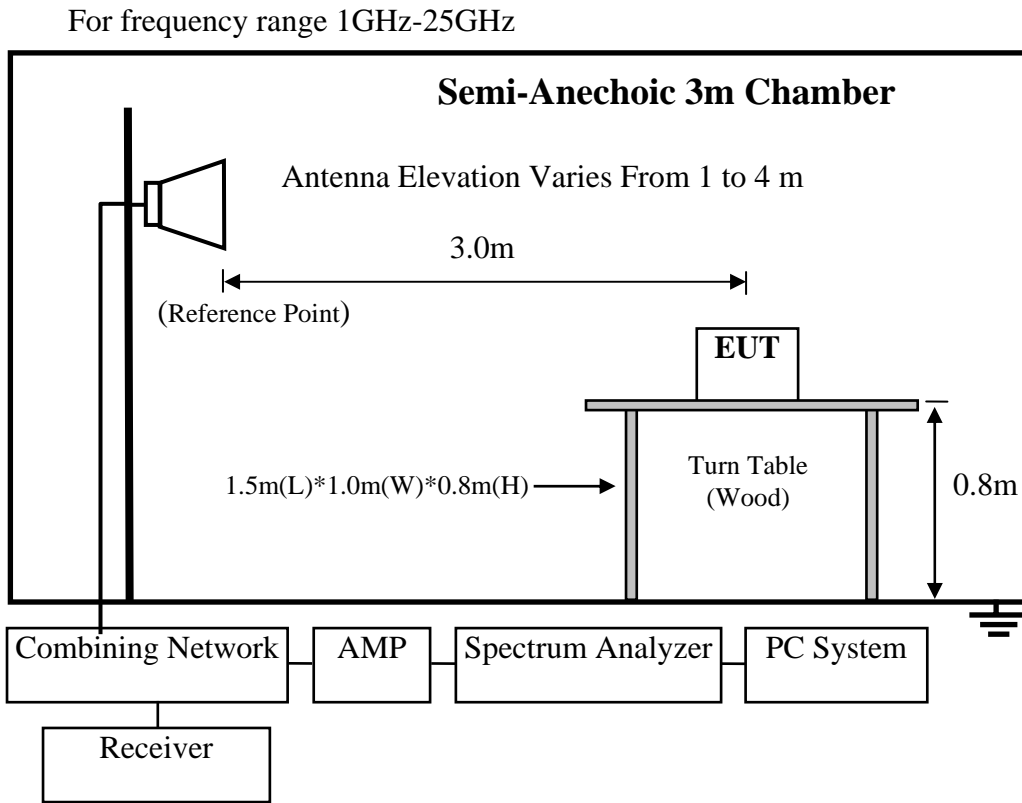 For frequency range 1GHz-25GHz
Semi-Anechoic 3m Chamber
Antenna Elevation Varies From 1 to 4 m
3.0m
(Reference Point)
EUT
1.5m(L)*1.0m(W)*0.8m(H)
Turn Table
(Wood)
0.8m
Combining Network
AMP
Spectrum Analyzer
PC System
Receiver